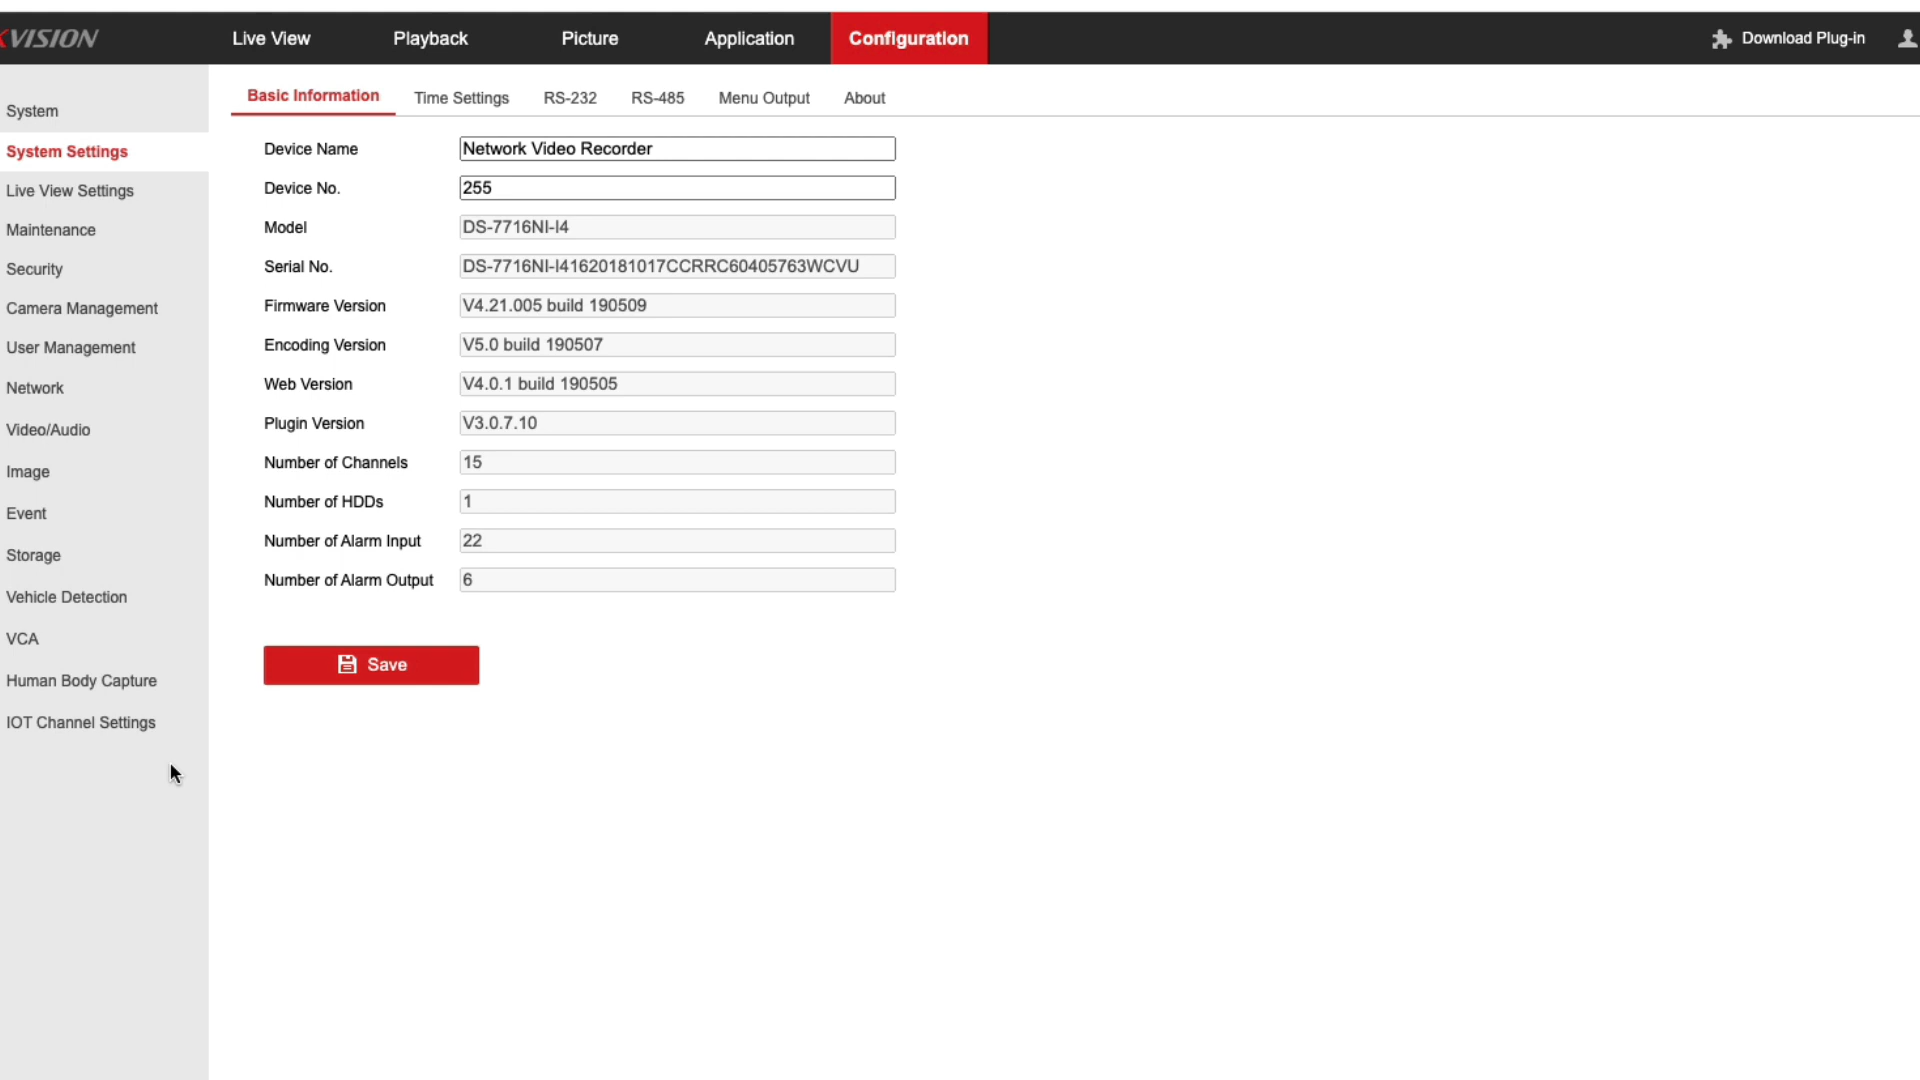 KVISION
Live View
Playback
Picture
Application
Configuration
Download Plug-in
System
System Settings
Live View Settings
Maintenance
Security
Camera Management
User Management
Network
Video/Audio
Image
Event
Storage
Vehicle Detection
VCA
Human Body Capture
IOT Channel Settings
Basic Information
Time Settings
RS-232
RS-485
Menu Output
About
Device Name Network Video Recorder
Device No. 255
Model DS-7716NI-I4
Serial No. DS-7716NI-I41620181017CCRRC60405763WCVU
Firmware Version V4.21.005 build 190509
Encoding Version V5.0 build 190507
Web Version V4.0.1 build 190505
Plugin Version V3.0.7.10
Number of Channels 15
Number of HDDs 1
Number of Alarm Input 22
Number of Alarm Output 6
Save